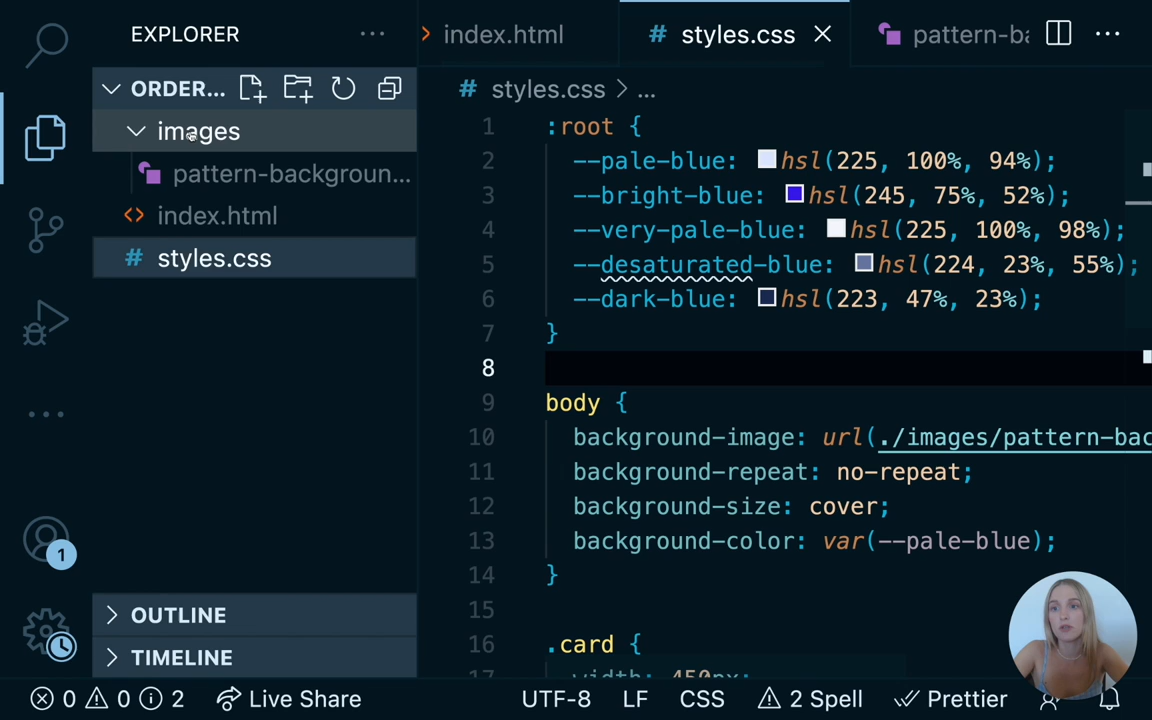 EXPLORER
ORDER...
images
pattern-backgroun...
index.html
styles.css
OUTLINE
TIMELINE
1
index.html
styles.css
pattern-ba
styles.css > ...
1 :root {
2 --pale-blue: hsl(225, 100%, 94%);
3 --bright-blue: hsl(245, 75%, 52%);
4 --very-pale-blue: hsl(225, 100%, 98%);
5 --desaturated-blue: hsl(224, 23%, 55%);
6 --dark-blue: hsl(223, 47%, 23%);
7 }
8
9 body {
10 background-image: url(./images/pattern-bac
11 background-repeat: no-repeat;
12 background-size: cover;
13 background-color: var(--pale-blue);
14 }
15
16 .card {
17 width: 450px;
0 0 2 Live Share UTF-8 LF CSS 2 Spell Prettier